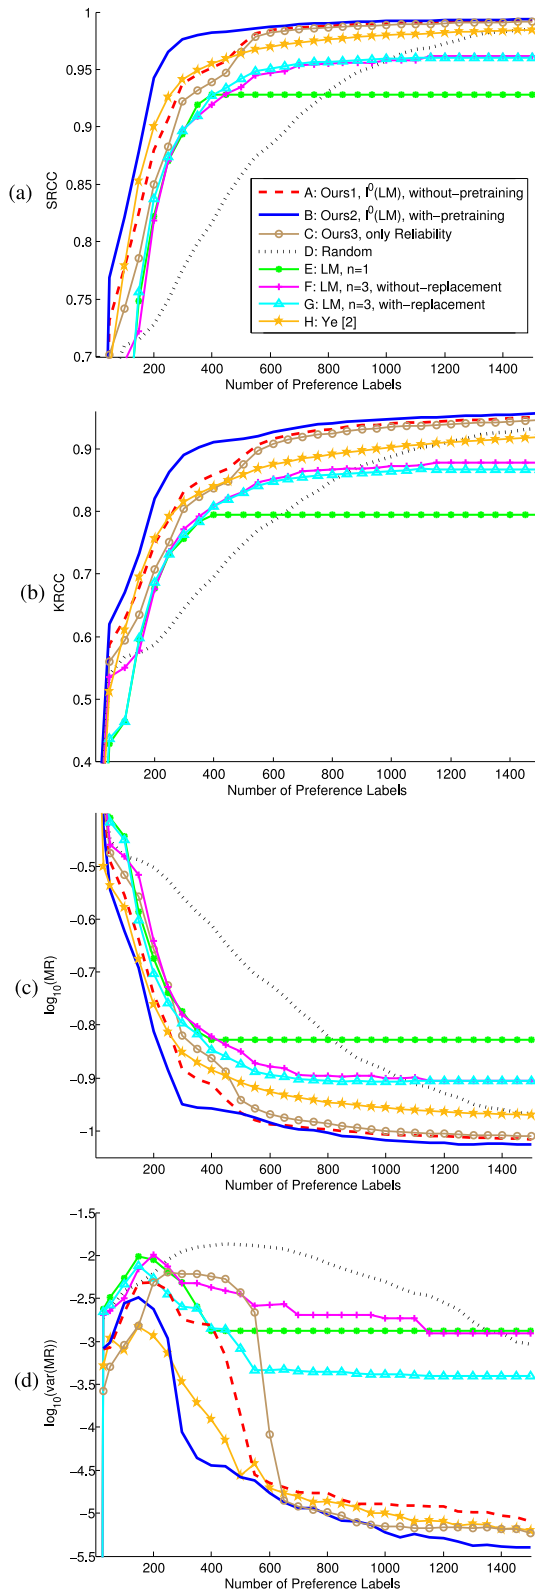 1
0.95
0.9
0.85
0.8
0.75
0.7
(a)
SRCC
A: Ours1, I⁰(LM), without−pretraining
B: Ours2, I⁰(LM), with−pretraining
C: Ours3, only Reliability
D: Random
E: LM, n=1
F: LM, n=3, without−replacement
G: LM, n=3, with−replacement
H: Ye [2]
200 400 600 800 1000 1200 1400
Number of Preference Labels
0.9
0.8
0.7
0.6
0.5
0.4
(b)
KRCC
200 400 600 800 1000 1200 1400
Number of Preference Labels
−0.5
−0.6
−0.7
−0.8
−0.9
−1
(c)
log₁₀(MR)
200 400 600 800 1000 1200 1400
Number of Preference Labels
−1.5
−2
−2.5
−3
−3.5
−4
−4.5
−5
−5.5
(d)
log₁₀(var(MR))
200 400 600 800 1000 1200 1400
Number of Preference Labels